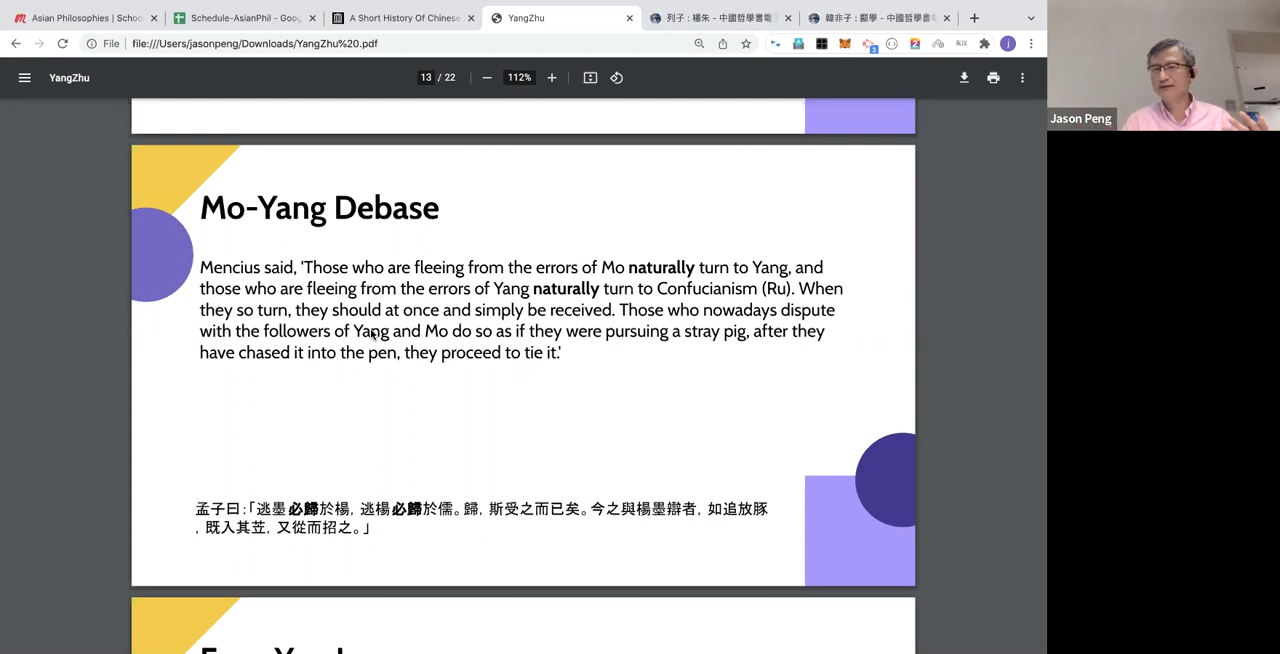 Asian Philosophies | Schoo
Schedule-AsianPhil - Goog
A Short History Of Chinese
YangZhu
列子 : 楊朱 - 中國哲學書電子
韓非子 : 顯學 - 中國哲學書電
File
file:///Users/jasonpeng/Downloads/YangZhu%20.pdf
YangZhu
13 / 22
112%
Jason Peng
Mo-Yang Debase
Mencius said, 'Those who are fleeing from the errors of Mo naturally turn to Yang, and
those who are fleeing from the errors of Yang naturally turn to Confucianism (Ru). When
they so turn, they should at once and simply be received. Those who nowadays dispute
with the followers of Yang and Mo do so as if they were pursuing a stray pig, after they
have chased it into the pen, they proceed to tie it.'
孟子曰:「逃墨必歸於楊, 逃楊必歸於儒。歸, 斯受之而已矣。今之與楊墨辯者, 如追放豚
, 既入其苙, 又從而招之。」